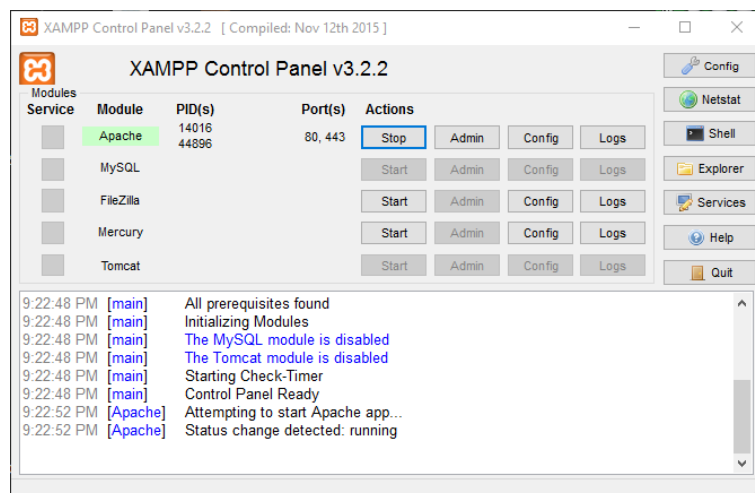 XAMPP Control Panel v3.2.2 [ Compiled: Nov 12th 2015 ]
XAMPP Control Panel v3.2.2
Config
Modules
Service Module PID(s) Port(s) Actions
Netstat
Apache 14016 44896 80, 443 Stop Admin Config Logs
Shell
MySQL Start Admin Config Logs
Explorer
FileZilla Start Admin Config Logs
Services
Mercury Start Admin Config Logs
Help
Tomcat Start Admin Config Logs
Quit
9:22:48 PM [main] All prerequisites found
9:22:48 PM [main] Initializing Modules
9:22:48 PM [main] The MySQL module is disabled
9:22:48 PM [main] The Tomcat module is disabled
9:22:48 PM [main] Starting Check-Timer
9:22:48 PM [main] Control Panel Ready
9:22:52 PM [Apache] Attempting to start Apache app...
9:22:52 PM [Apache] Status change detected: running